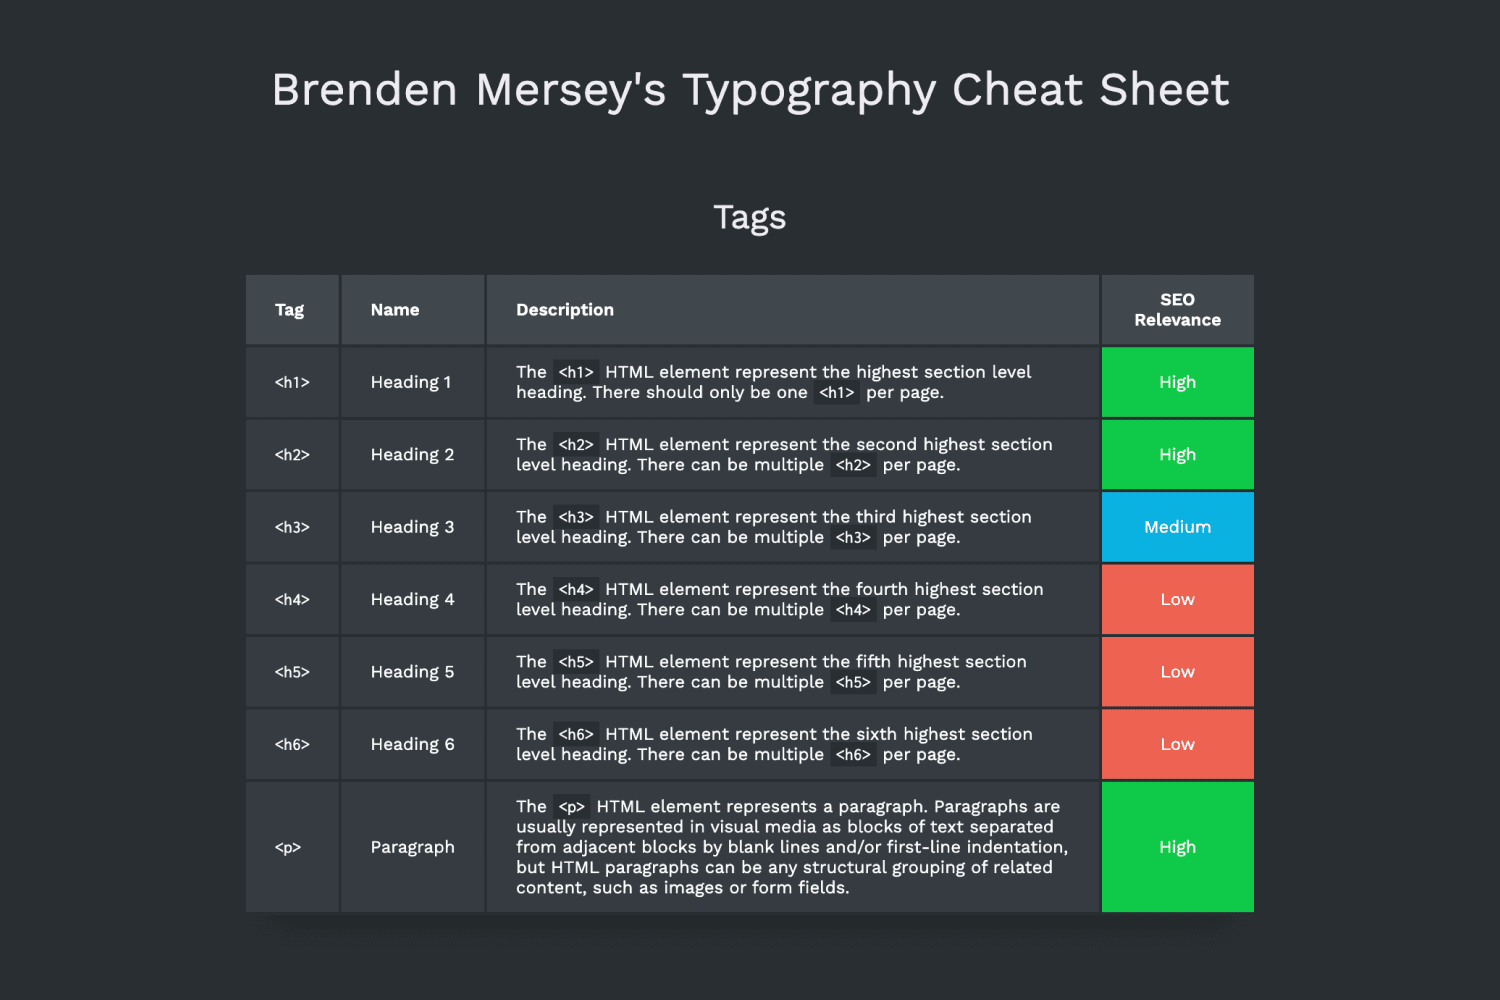 Brenden Mersey's Typography Cheat Sheet
Tags
Tag
Name
Description
SEO
Relevance
<h1>
Heading 1
The <h1> HTML element represent the highest section level
heading. There should only be one <h1> per page.
High
<h2>
Heading 2
The <h2> HTML element represent the second highest section
level heading. There can be multiple <h2> per page.
High
<h3>
Heading 3
The <h3> HTML element represent the third highest section
level heading. There can be multiple <h3> per page.
Medium
<h4>
Heading 4
The <h4> HTML element represent the fourth highest section
level heading. There can be multiple <h4> per page.
Low
<h5>
Heading 5
The <h5> HTML element represent the fifth highest section
level heading. There can be multiple <h5> per page.
Low
<h6>
Heading 6
The <h6> HTML element represent the sixth highest section
level heading. There can be multiple <h6> per page.
Low
<p>
Paragraph
The <p> HTML element represents a paragraph. Paragraphs are
usually represented in visual media as blocks of text separated
from adjacent blocks by blank lines and/or first-line indentation,
but HTML paragraphs can be any structural grouping of related
content, such as images or form fields.
High